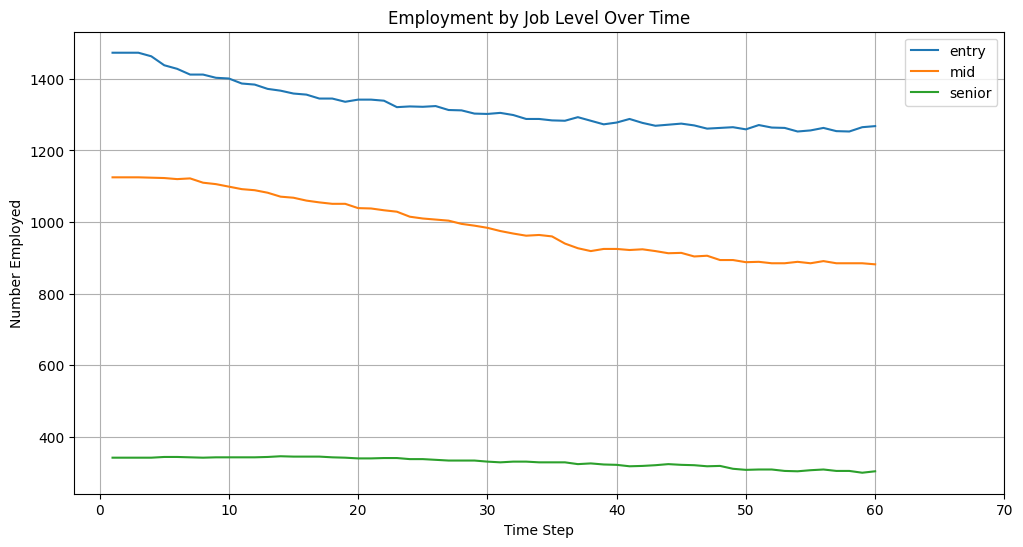 Employment by Job Level Over Time
entry
mid
senior
1400
1200
1000
800
600
400
Number Employed
0 10 20 30 40 50 60 70
Time Step